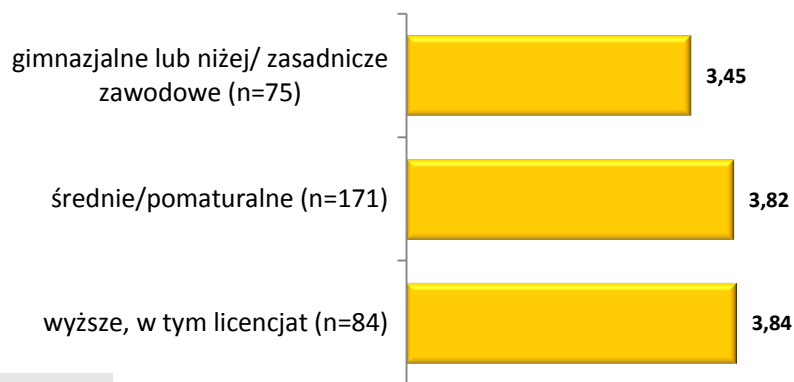 gimnazjalne lub niżej/ zasadnicze
zawodowe (n=75)
3,45
średnie/pomaturalne (n=171)
3,82
wyższe, w tym licencjat (n=84)
3,84